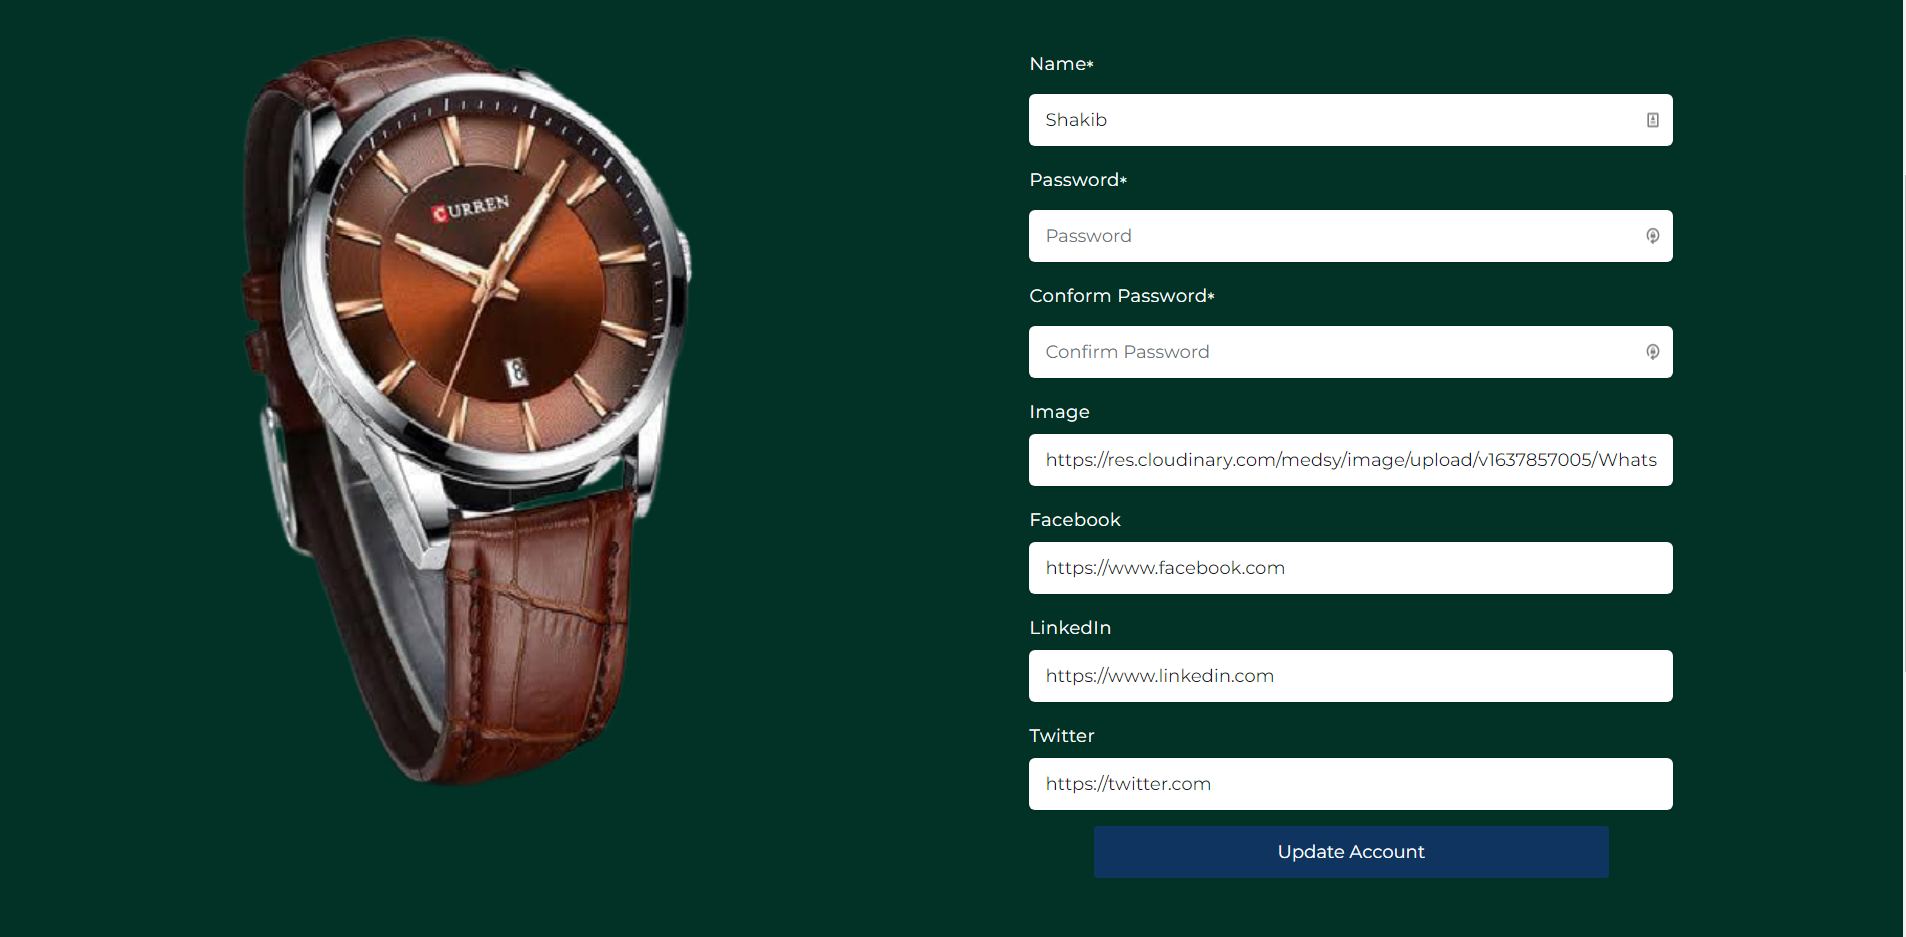 CURREN
8
Name*
Shakib
Password*
Password
Conform Password*
Confirm Password
Image
https://res.cloudinary.com/medsy/image/upload/v1637857005/Whats
Facebook
https://www.facebook.com
LinkedIn
https://www.linkedin.com
Twitter
https://twitter.com
Update Account